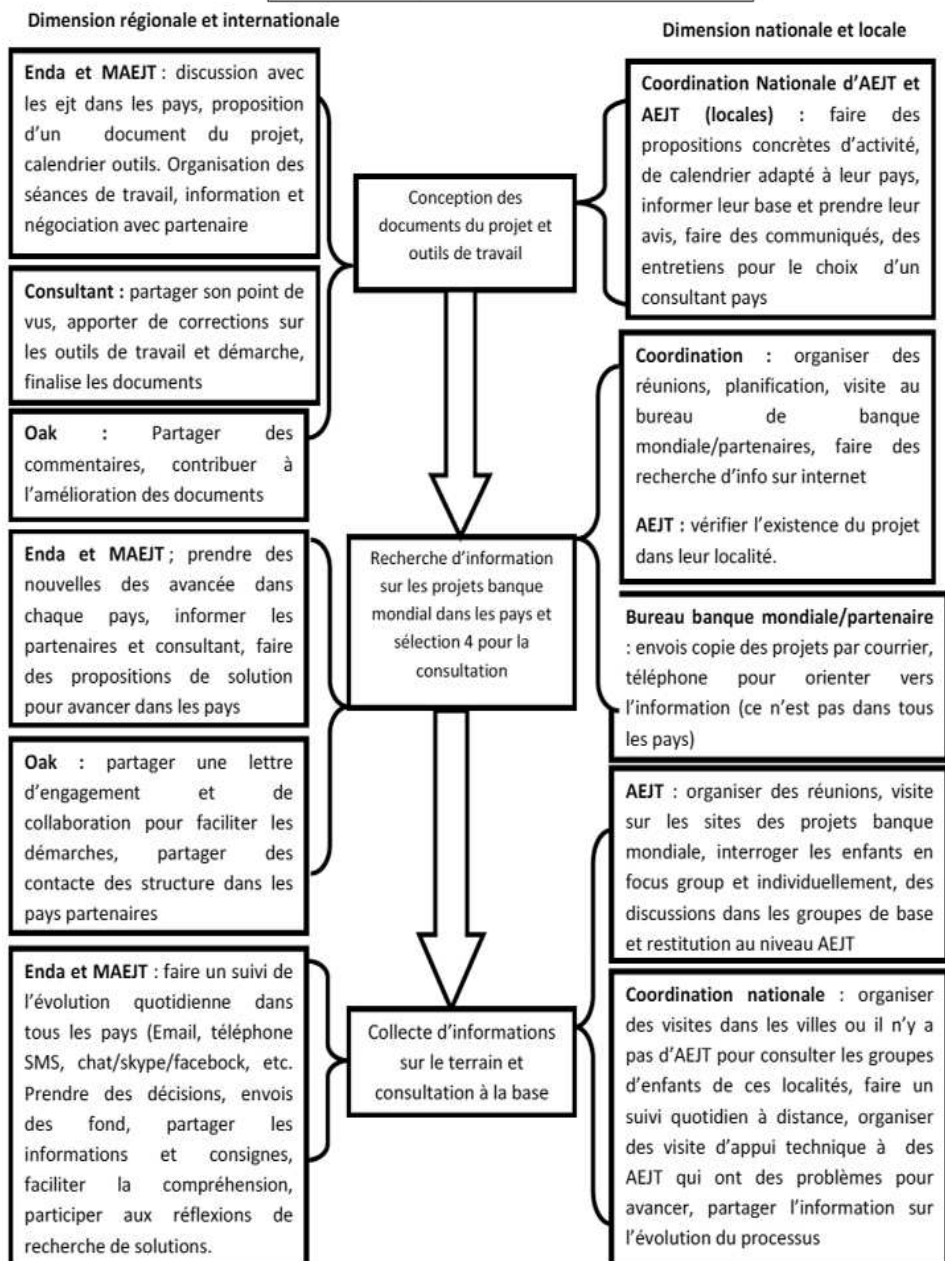 Dimension régionale et internationale
Enda et MAEJT : discussion avec
les ejt dans les pays, proposition
d'un document du projet,
calendrier outils. Organisation des
séances de travail, information et
négociation avec partenaire
Consultant : partager son point de
vus, apporter de corrections sur
les outils de travail et démarche,
finalise les documents
Oak : Partager des
commentaires, contribuer à
l'amélioration des documents
Enda et MAEJT ; prendre des
nouvelles des avancée dans
chaque pays, informer les
partenaires et consultant, faire
des propositions de solution
pour avancer dans les pays
Oak : partager une lettre
d'engagement et de
collaboration pour faciliter les
démarches, partager des
contacte des structure dans les
pays partenaires
Enda et MAEJT : faire un suivi de
l'évolution quotidienne dans
tous les pays (Email, téléphone
SMS, chat/skype/facebock, etc.
Prendre des décisions, envois
des fond, partager les
informations et consignes,
faciliter la compréhension,
participer aux réflexions de
recherche de solutions.
Conception des
documents du projet et
outils de travail
Recherche d'information
sur les projets banque
mondial dans les pays et
sélection 4 pour la
consultation
Collecte d'informations
sur le terrain et
consultation à la base
Dimension nationale et locale
Coordination Nationale d'AEJT et
AEJT (locales) : faire des
propositions concrètes d'activité,
de calendrier adapté à leur pays,
informer leur base et prendre leur
avis, faire des communiqués, des
entretiens pour le choix d'un
consultant pays
Coordination : organiser des
réunions, planification, visite au
bureau de banque
mondiale/partenaires, faire des
recherche d'info sur internet
AEJT : vérifier l'existence du projet
dans leur localité.
Bureau banque mondiale/partenaire
: envois copie des projets par courrier,
téléphone pour orienter vers
l'information (ce n'est pas dans tous
les pays)
AEJT : organiser des réunions, visite
sur les sites des projets banque
mondiale, interroger les enfants en
focus group et individuellement, des
discussions dans les groupes de base
et restitution au niveau AEJT
Coordination nationale : organiser
des visites dans les villes ou il n'y a
pas d'AEJT pour consulter les groupes
d'enfants de ces localités, faire un
suivi quotidien à distance, organiser
des visite d'appui technique à des
AEJT qui ont des problèmes pour
avancer, partager l'information sur
l'évolution du processus